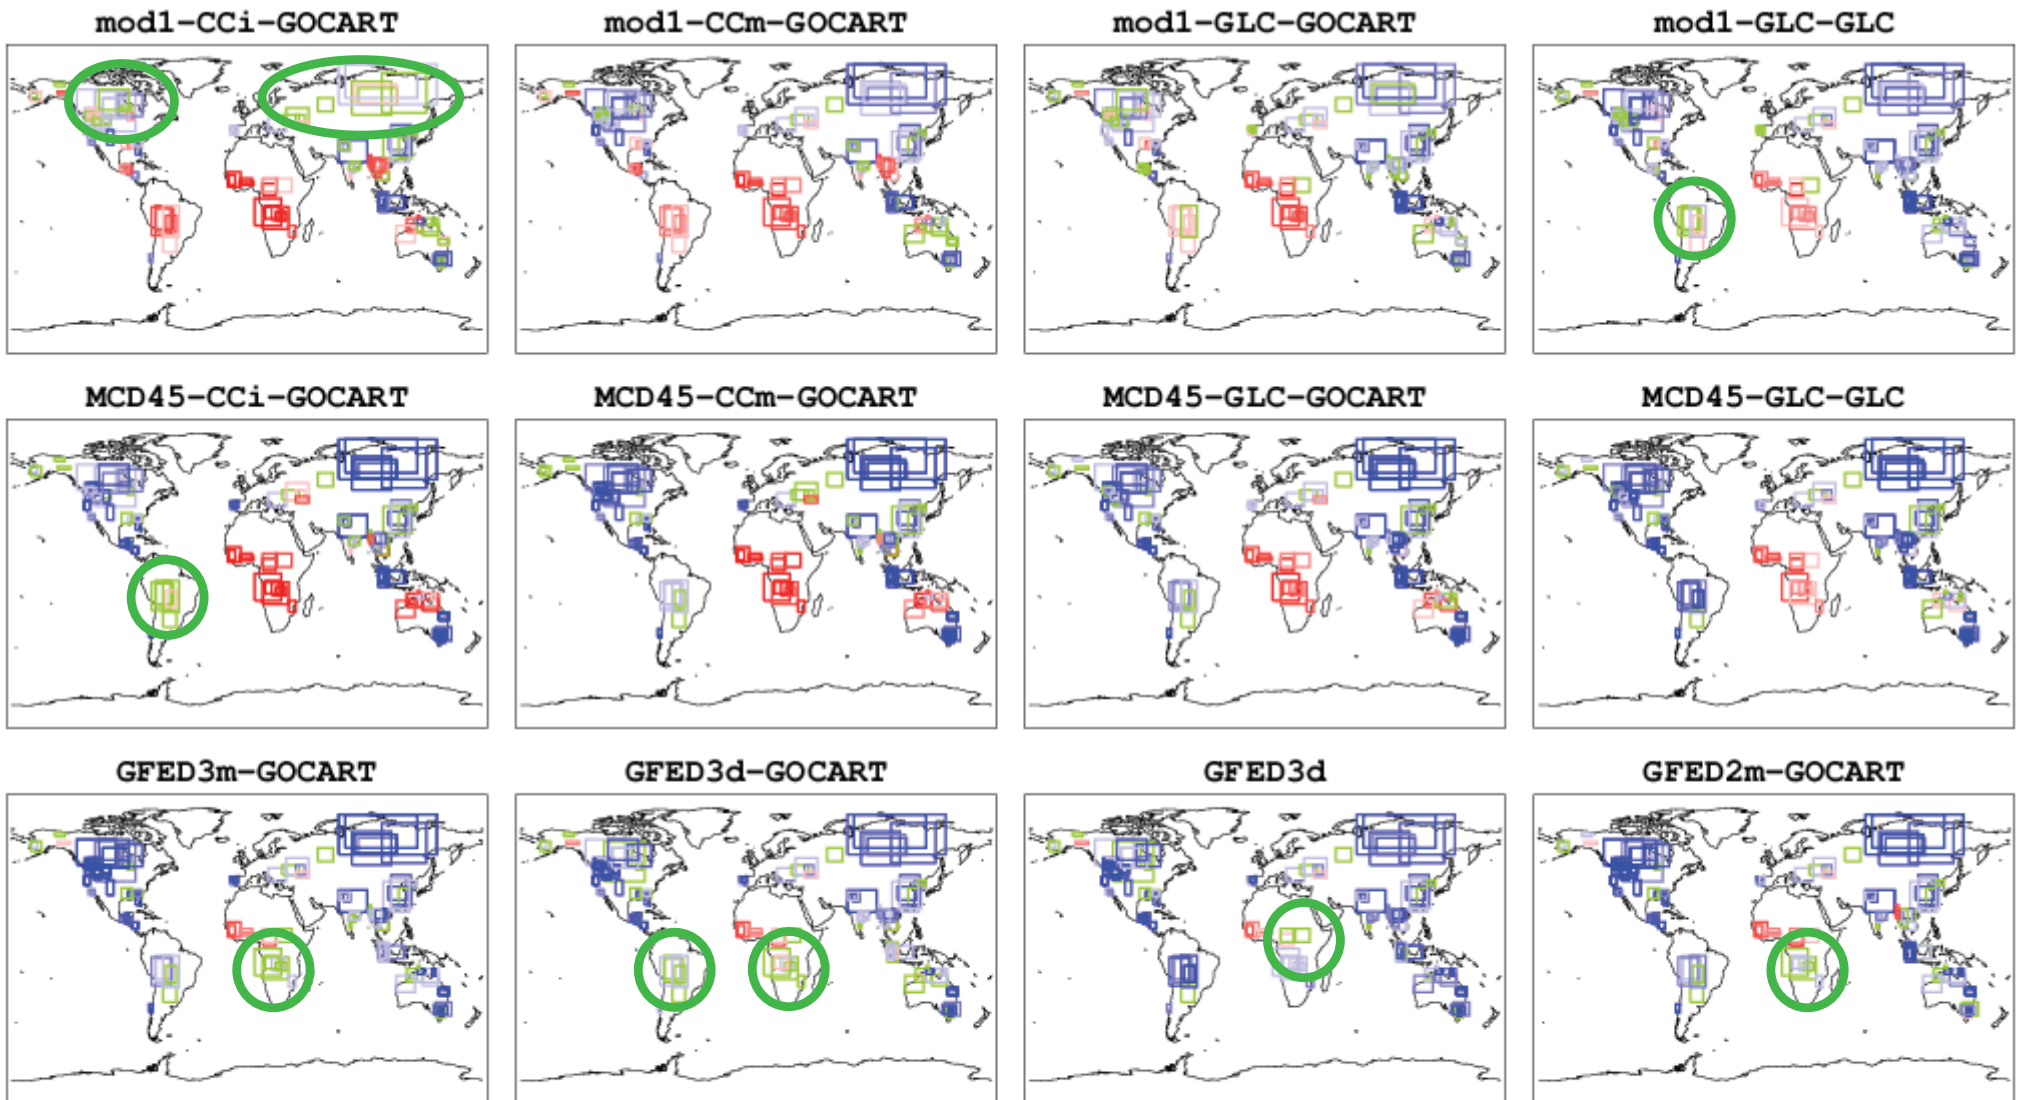 mod1-CCi-GOCART
mod1-CCm-GOCART
mod1-GLC-GOCART
mod1-GLC-GLC
MCD45-CCi-GOCART
MCD45-CCm-GOCART
MCD45-GLC-GOCART
MCD45-GLC-GLC
GFED3m-GOCART
GFED3d-GOCART
GFED3d
GFED2m-GOCART